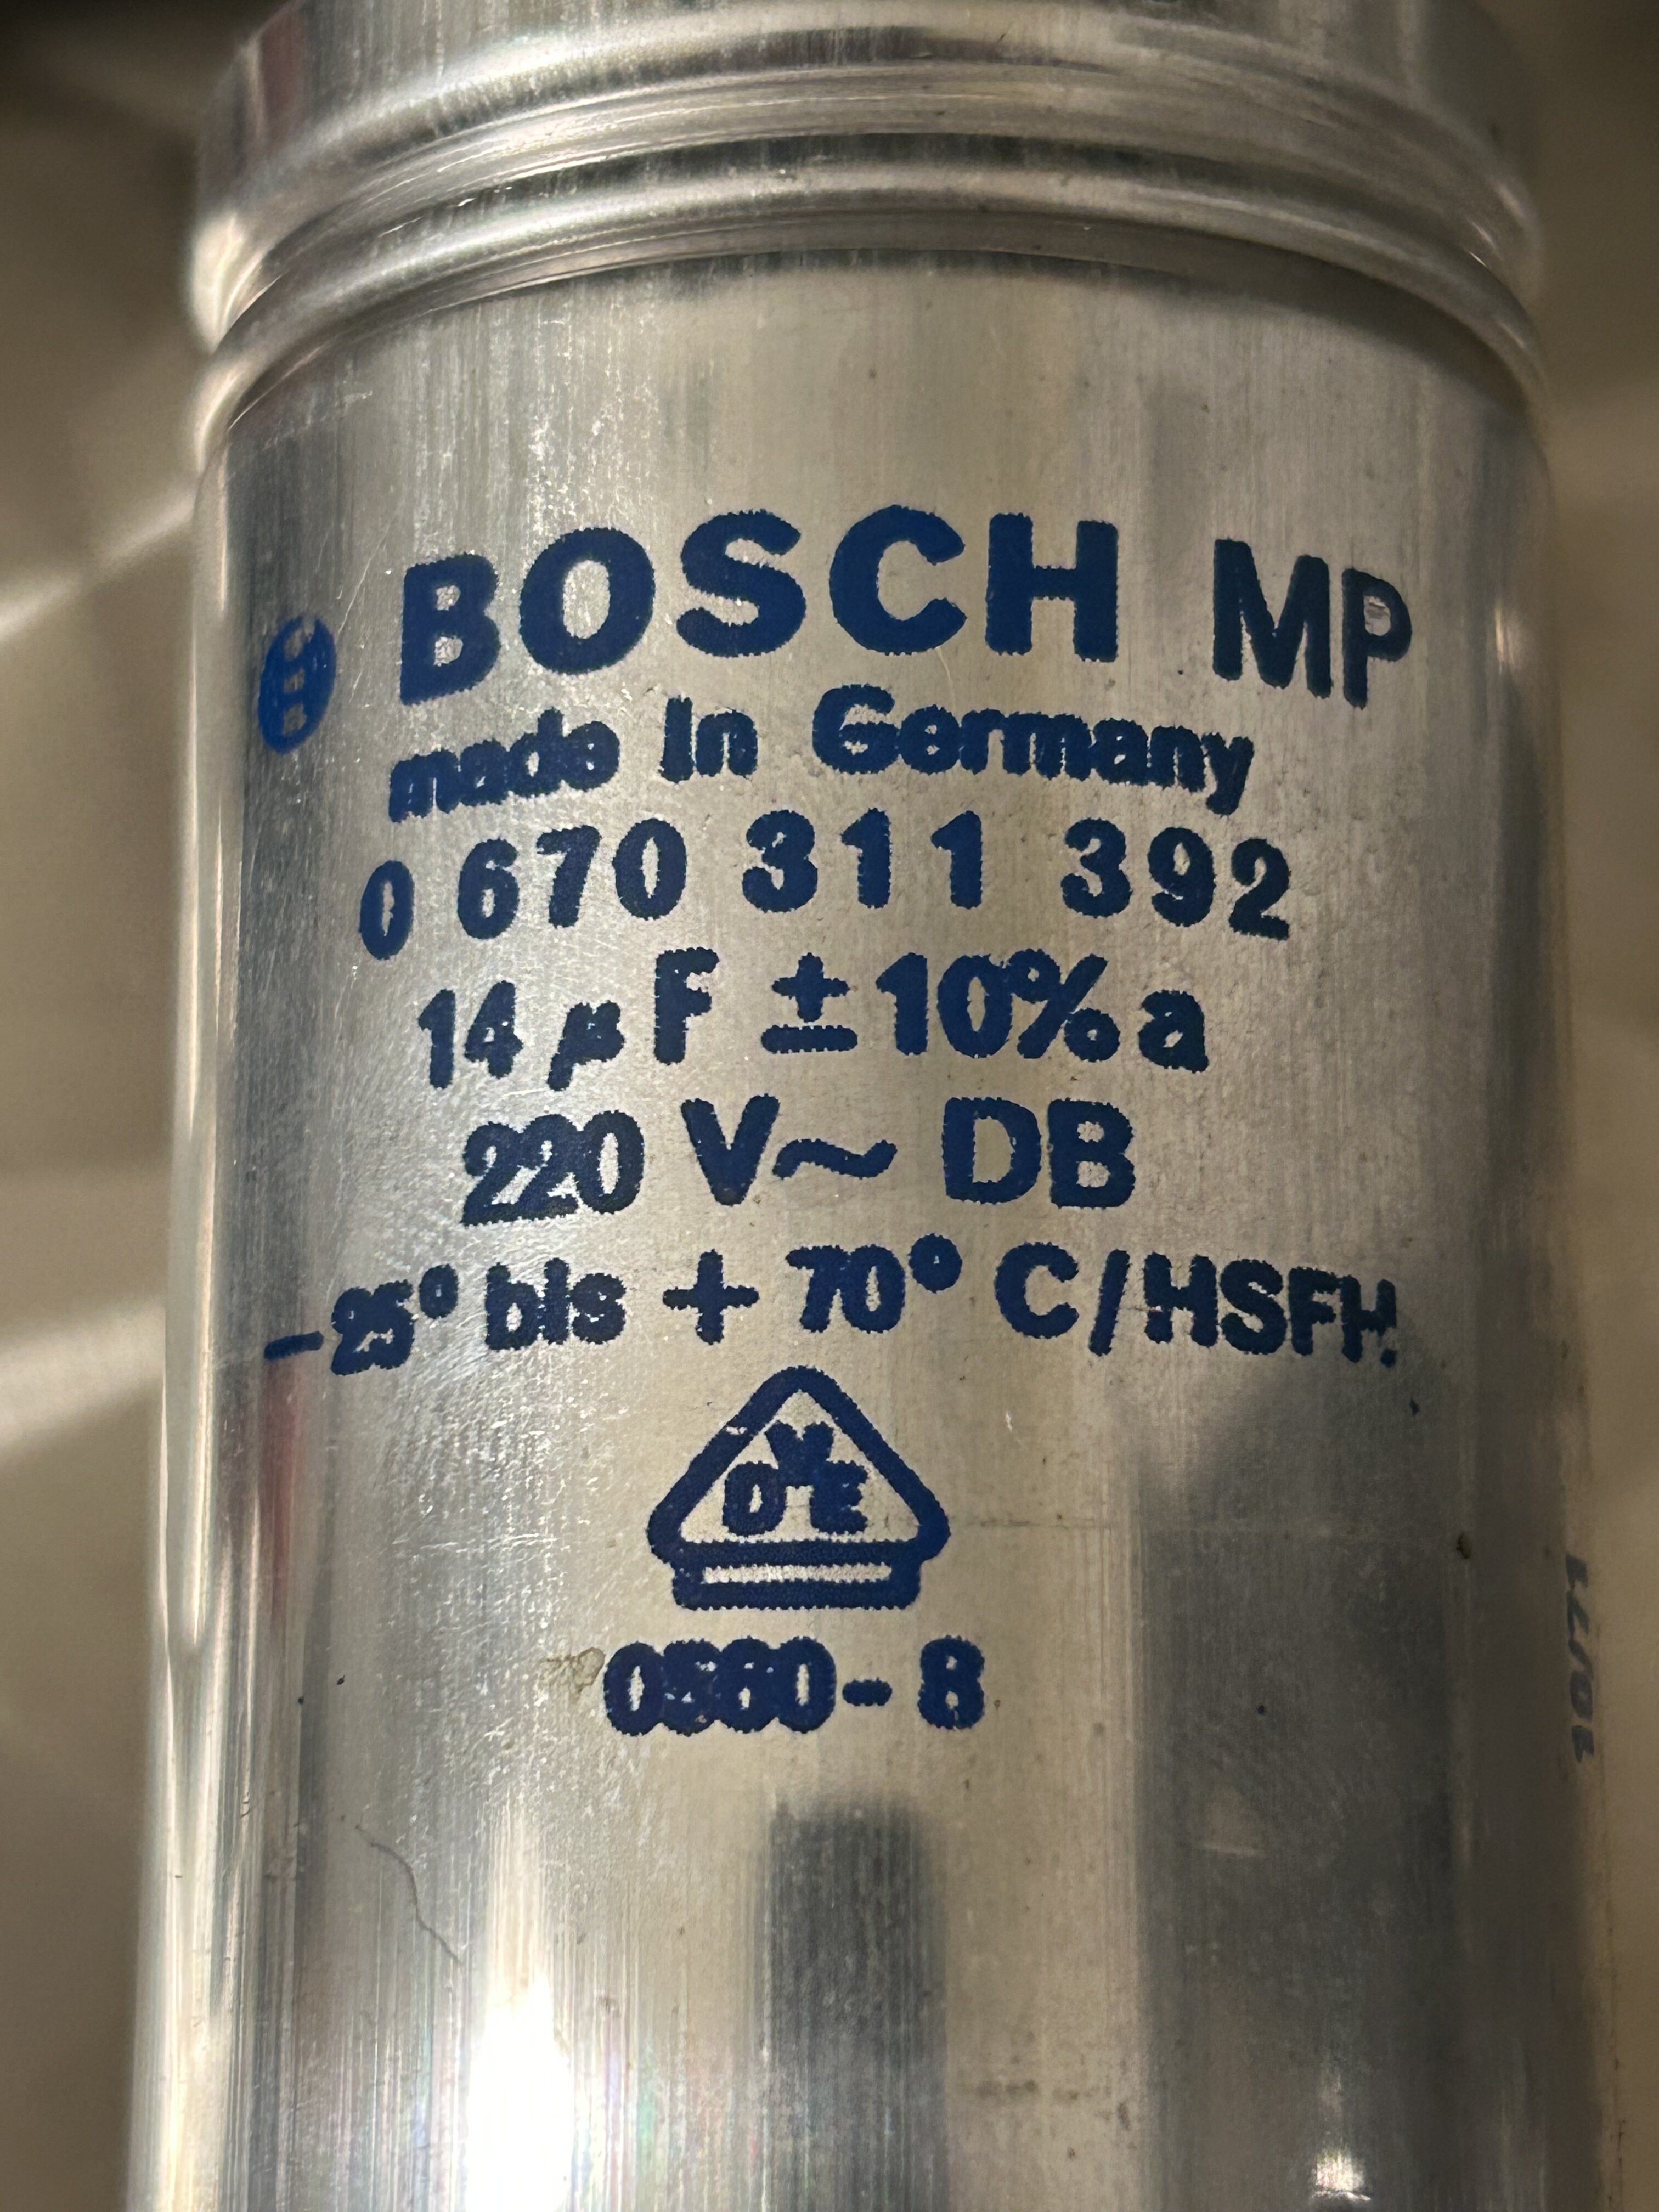 BOSCH MP
made in Germany
0 670 311 392
14 µF ±10% a
220 V~ DB
-25° bis + 70° C/HSFH.
VDE
0560-8